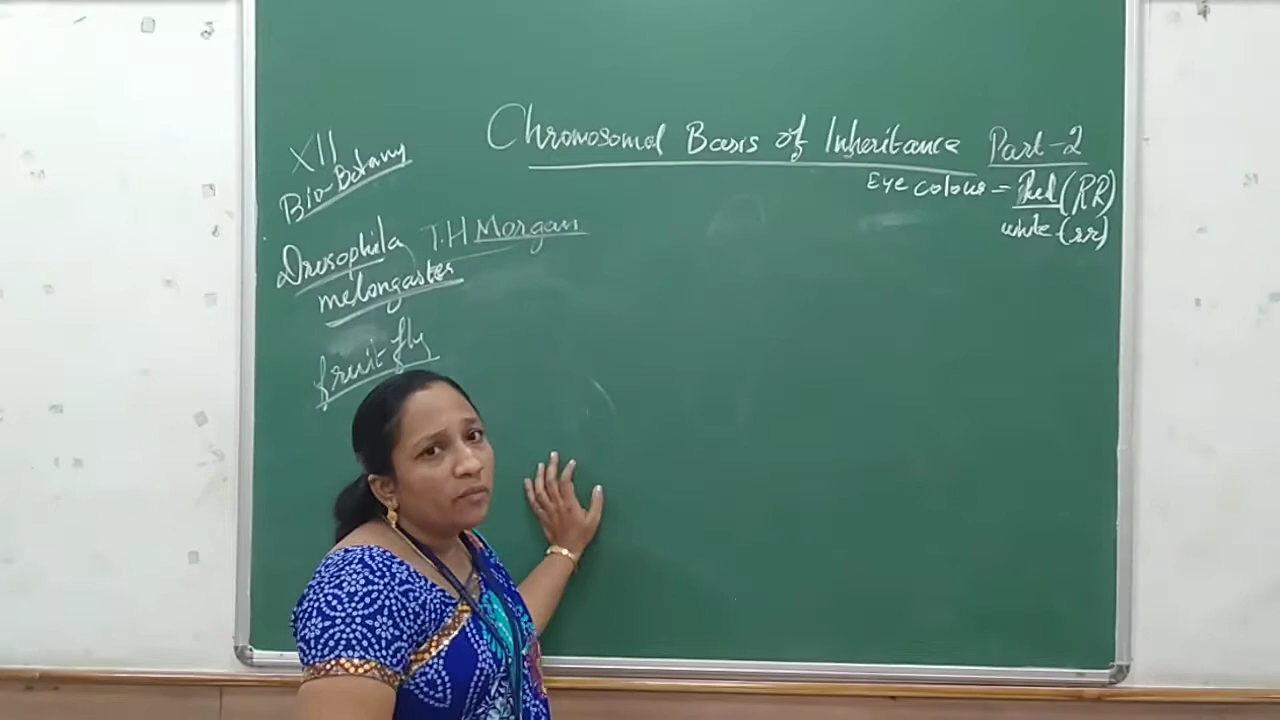 Chromosomal Basis of Inheritance Part-2
XII
Bio-Botany
Eye colour = Red (RR)
white (rr)
Drosophila T.H Morgan
melongaster
fruit fly